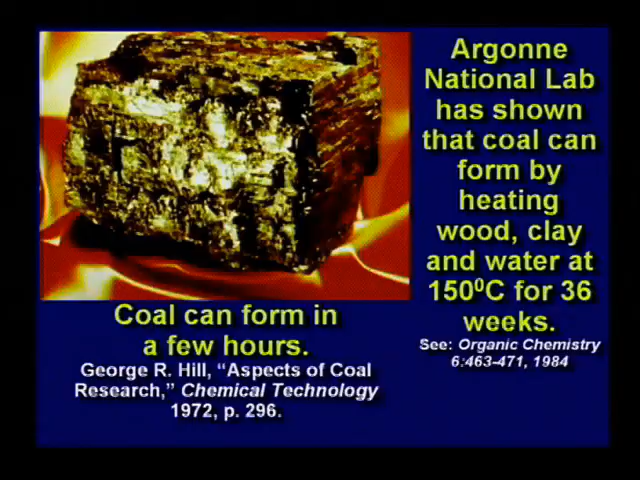 Argonne
National Lab
has shown
that coal can
form by
heating
wood, clay
and water at
150⁰C for 36
weeks.
See: Organic Chemistry
6:463-471, 1984
Coal can form in
a few hours.
George R. Hill, “Aspects of Coal
Research,” Chemical Technology
1972, p. 296.